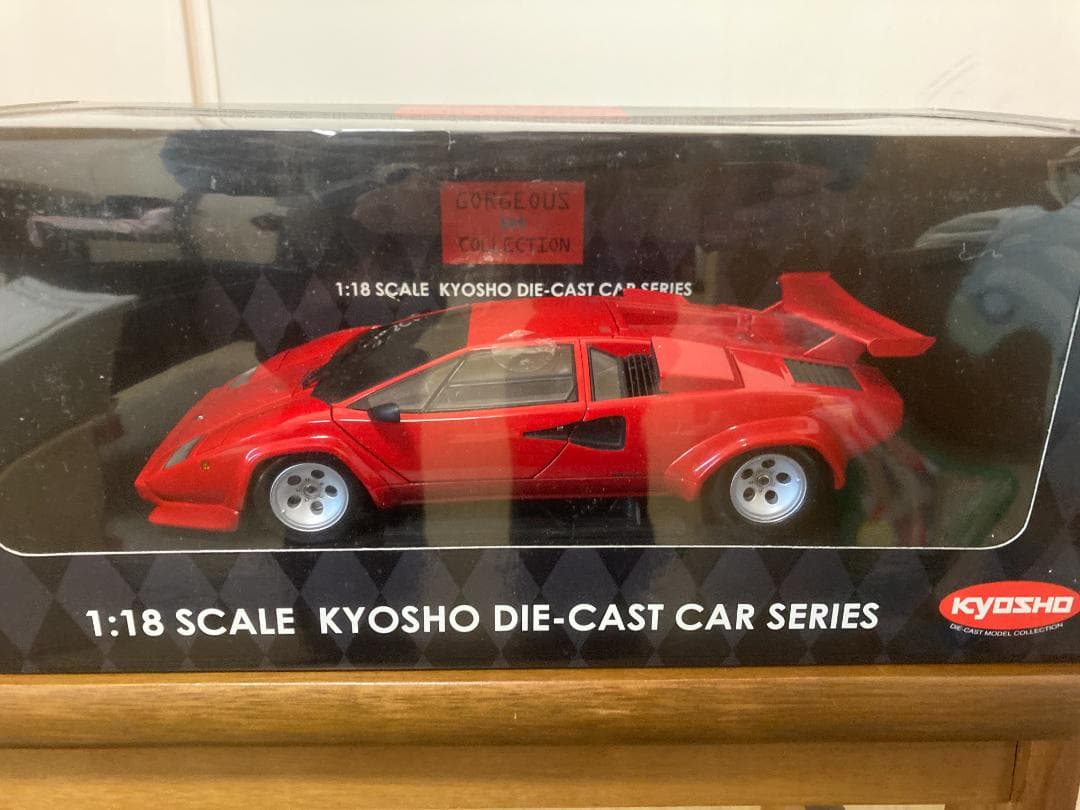 GORGEOUS
COLLECTION
1:18 SCALE KYOSHO DIE-CAST CAR SERIES
1:18 SCALE KYOSHO DIE-CAST CAR SERIES
KYOSHO
DIE-CAST MODEL COLLECTION